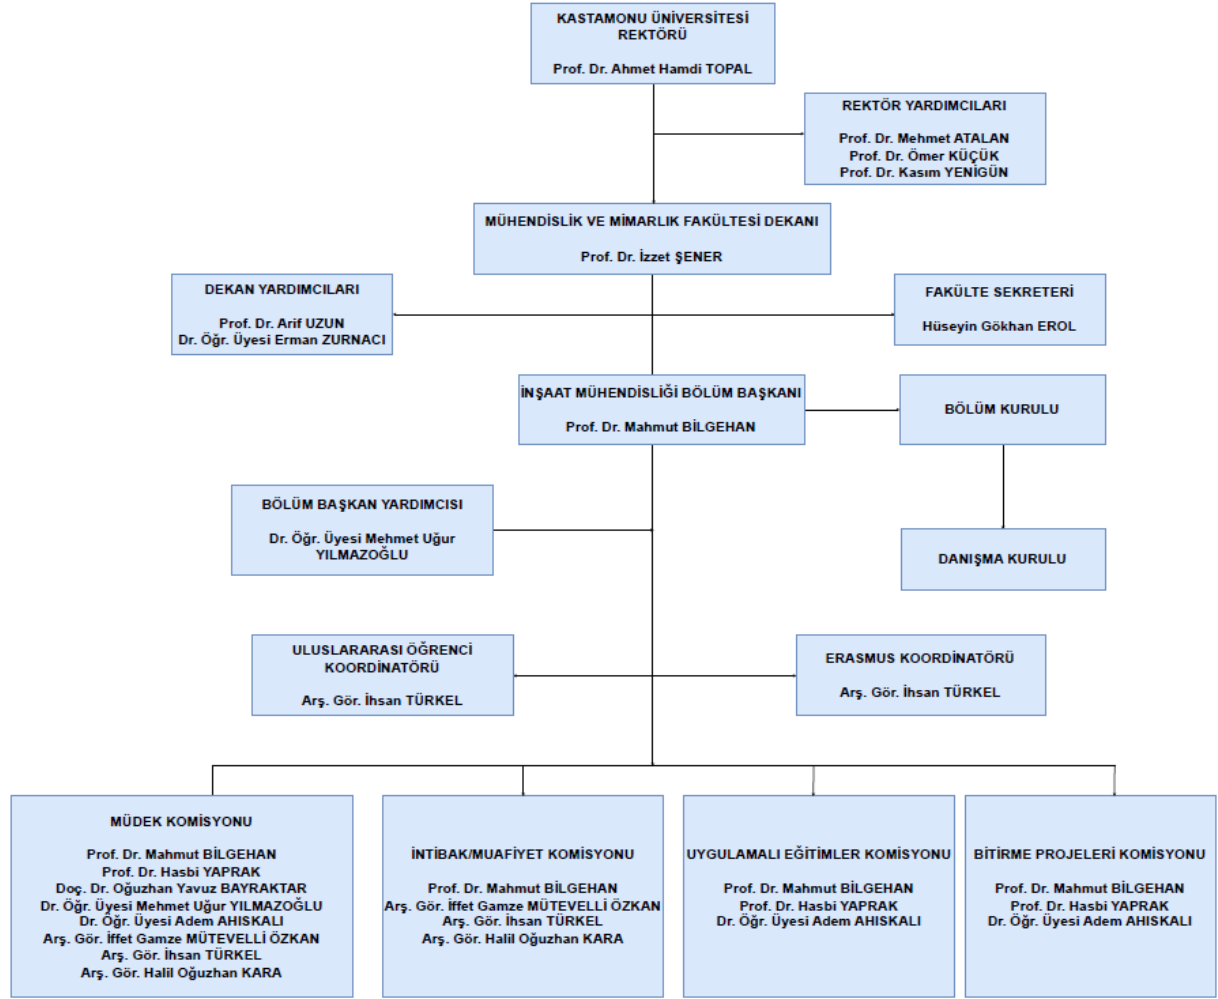 KASTAMONU ÜNİVERSİTESİ
REKTÖRÜ
Prof. Dr. Ahmet Hamdi TOPAL
REKTÖR YARDIMCILARI
Prof. Dr. Mehmet ATALAN
Prof. Dr. Ömer KÜÇÜK
Prof. Dr. Kasım YENİGÜN
MÜHENDİSLİK VE MİMARLIK FAKÜLTESİ DEKANI
Prof. Dr. İzzet ŞENER
DEKAN YARDIMCILARI
Prof. Dr. Arif UZUN
Dr. Öğr. Üyesi Erman ZURNACI
FAKÜLTE SEKRETERİ
Hüseyin Gökhan EROL
İNŞAAT MÜHENDİSLİĞİ BÖLÜM BAŞKANI
Prof. Dr. Mahmut BİLGEHAN
BÖLÜM KURULU
BÖLÜM BAŞKAN YARDIMCISI
Dr. Öğr. Üyesi Mehmet Uğur
YILMAZOĞLU
DANIŞMA KURULU
ULUSLARARASI ÖĞRENCİ
KOORDİNATÖRÜ
Arş. Gör. İhsan TÜRKEL
ERASMUS KOORDİNATÖRÜ
Arş. Gör. İhsan TÜRKEL
MÜDEK KOMİSYONU
Prof. Dr. Mahmut BİLGEHAN
Prof. Dr. Hasbi YAPRAK
Doç. Dr. Oğuzhan Yavuz BAYRAKTAR
Dr. Öğr. Üyesi Mehmet Uğur YILMAZOĞLU
Dr. Öğr. Üyesi Adem AHISKALI
Arş. Gör. İffet Gamze MÜTEVELLİ ÖZKAN
Arş. Gör. İhsan TÜRKEL
Arş. Gör. Halil Oğuzhan KARA
İNTİBAK/MUAFİYET KOMİSYONU
Prof. Dr. Mahmut BİLGEHAN
Arş. Gör. İffet Gamze MÜTEVELLİ ÖZKAN
Arş. Gör. İhsan TÜRKEL
Arş. Gör. Halil Oğuzhan KARA
UYGULAMALI EĞİTİMLER KOMİSYONU
Prof. Dr. Mahmut BİLGEHAN
Prof. Dr. Hasbi YAPRAK
Dr. Öğr. Üyesi Adem AHISKALI
BİTİRME PROJELERİ KOMİSYONU
Prof. Dr. Mahmut BİLGEHAN
Prof. Dr. Hasbi YAPRAK
Dr. Öğr. Üyesi Adem AHISKALI